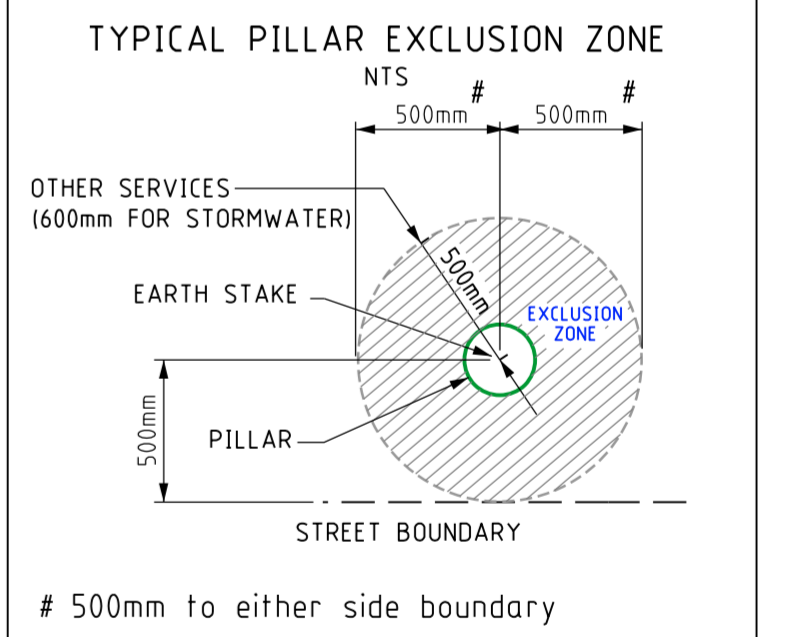 TYPICAL PILLAR EXCLUSION ZONE
NTS
# #
500mm 500mm
OTHER SERVICES
(600mm FOR STORMWATER)
500mm
EARTH STAKE
EXCLUSION
ZONE
500mm
PILLAR
STREET BOUNDARY
# 500mm to either side boundary